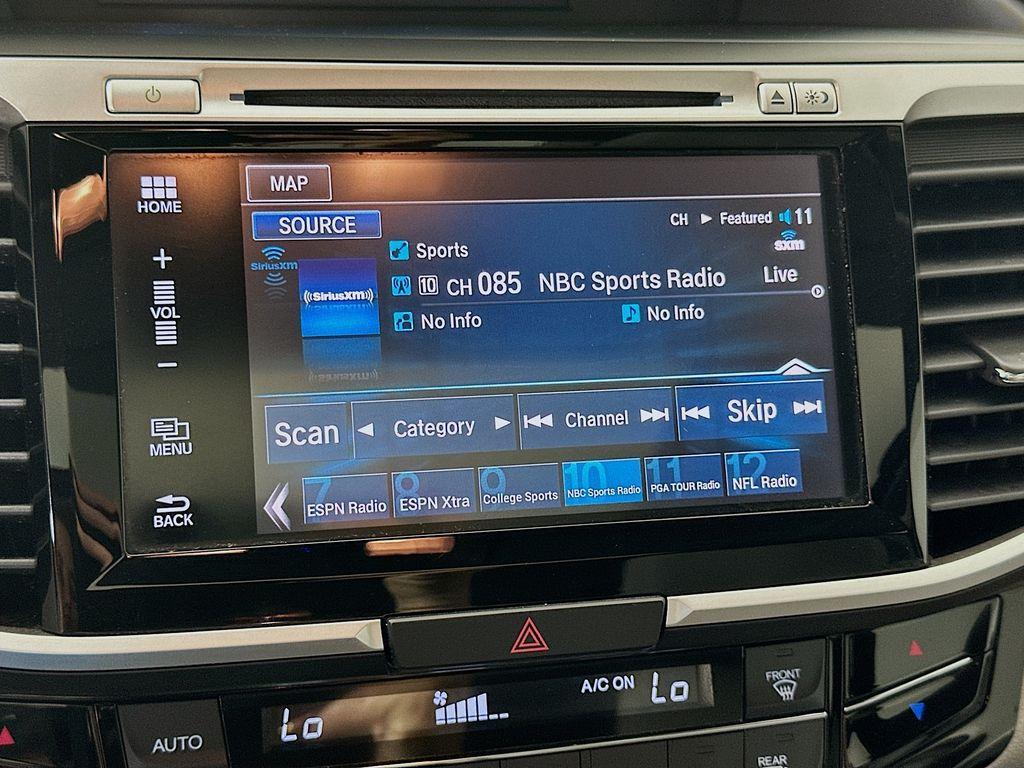 MAP
HOME
SOURCE
CH ► Featured 11
SiriusXM
Sports
sxm
+
((SiriusXM))
10 CH 085 NBC Sports Radio Live
VOL
No Info No Info
-
Scan ◄ Category ► Channel Skip
MENU
7 8 9 10 11 12
ESPN Radio ESPN Xtra College Sports NBC Sports Radio PGA TOUR Radio NFL Radio
BACK
A/C ON
Lo Lo
FRONT
AUTO
REAR